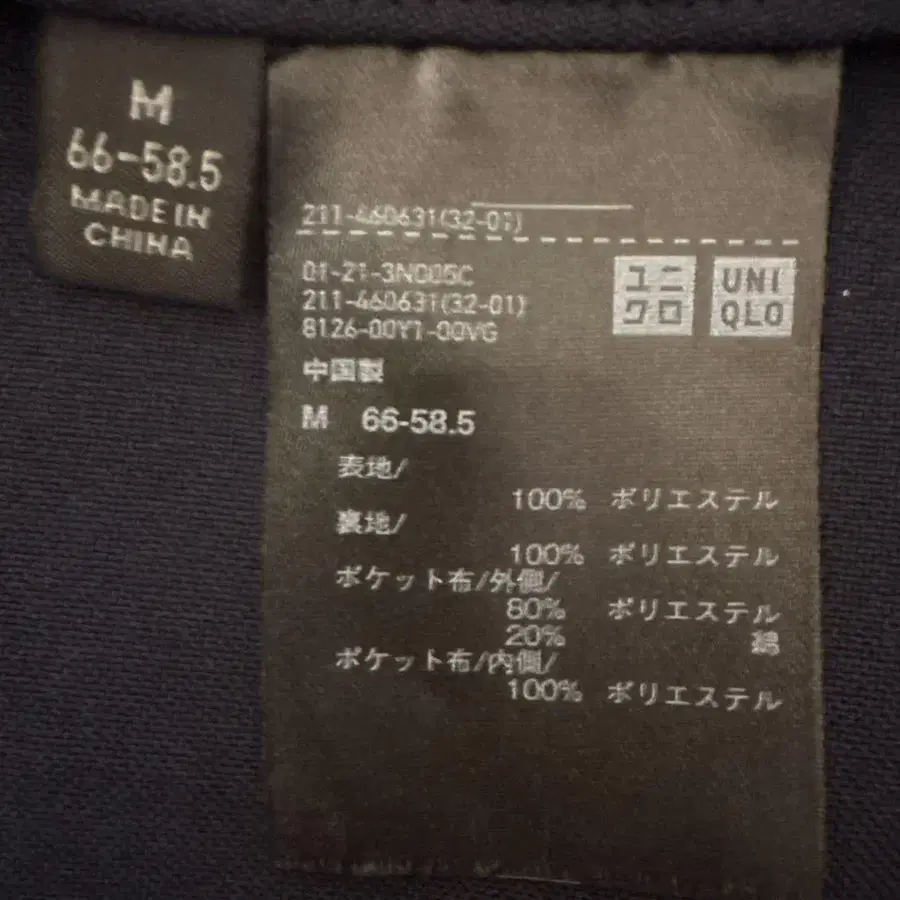 M
66-58.5
MADE IN
CHINA
211-460631(32-01)
01-21-3N005C
211-460631(32-01)
8126-00Y1-00VG
ユニ
クロ
UNI
QLO
中国製
M 66-58.5
表地/
100% ポリエステル
裏地/
100% ポリエステル
ポケット布/外側/
80% ポリエステル
20% 綿
ポケット布/内側/
100% ポリエステル